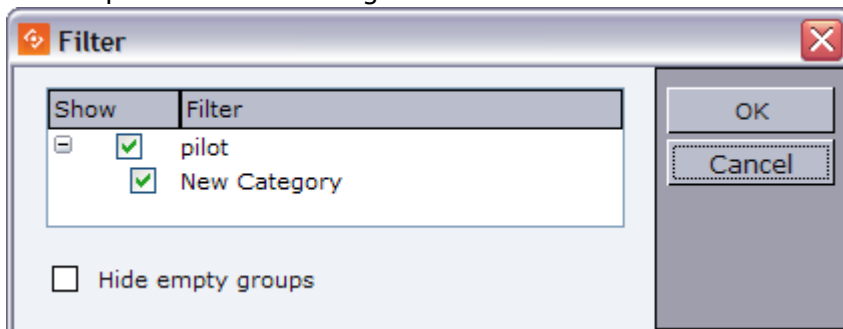 Filter
Show Filter
pilot
New Category
Hide empty groups
OK
Cancel